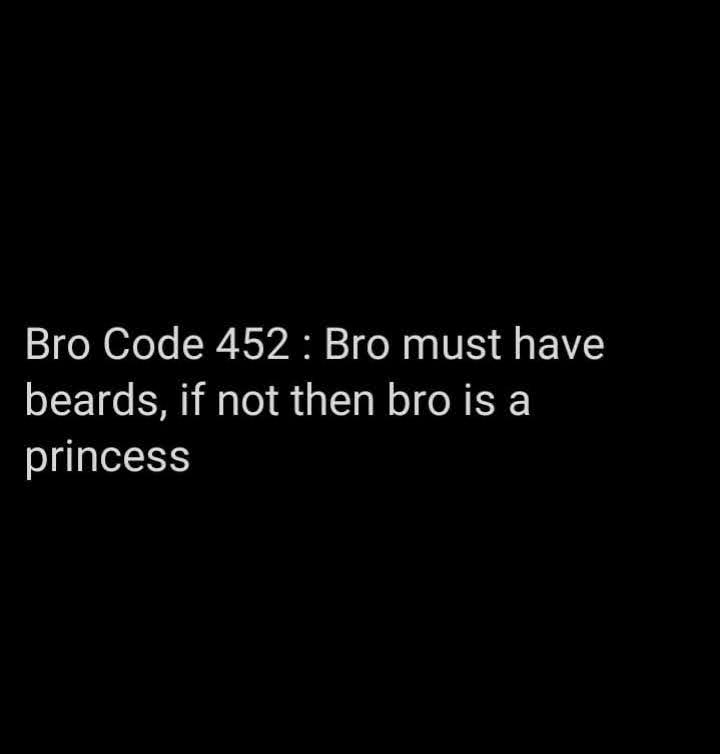 Bro Code 452 : Bro must have
beards, if not then bro is a
princess